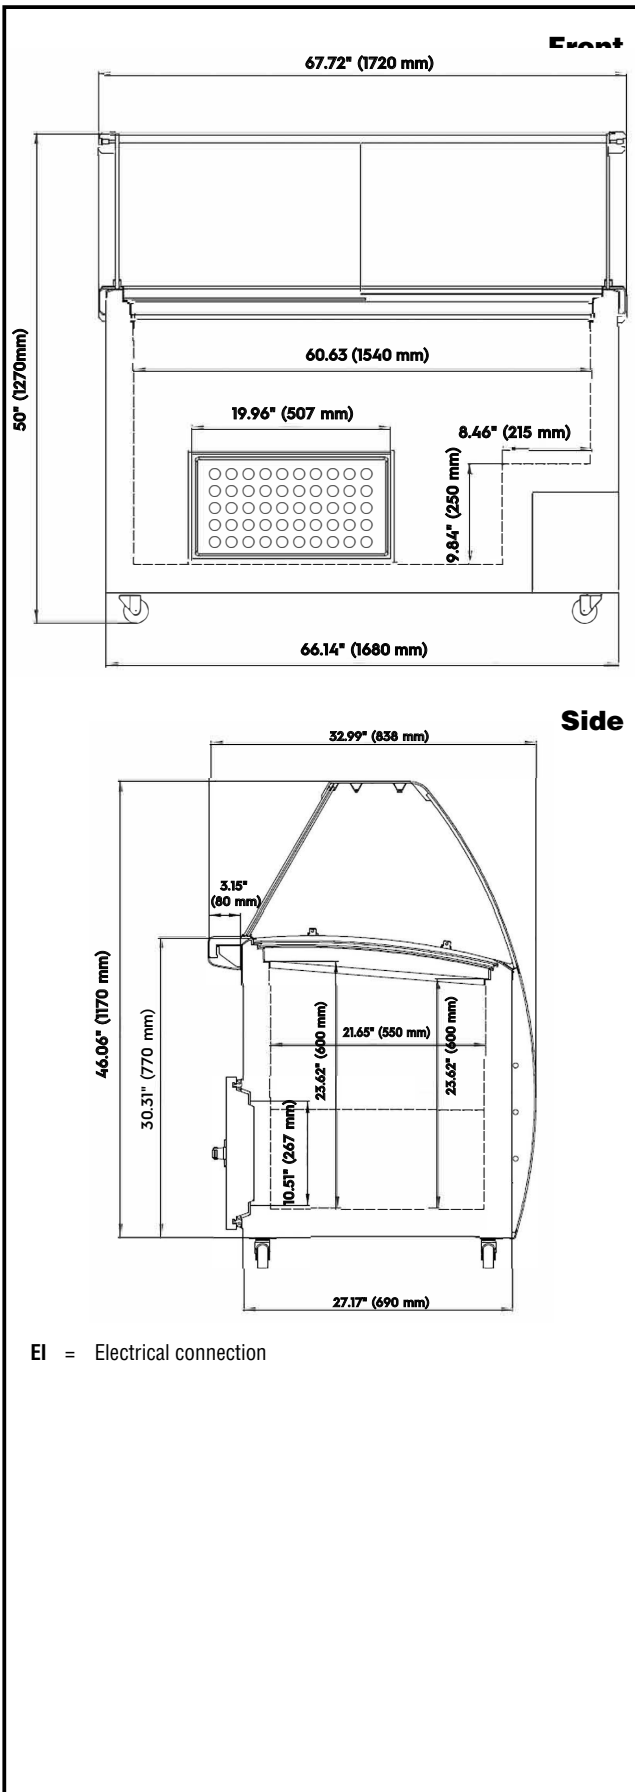 Front
67.72" (1720 mm)
50" (1270mm)
60.63 (1540 mm)
19.96" (507 mm)
8.46" (215 mm)
9.84" (250 mm)
66.14" (1680 mm)
Side
32.99" (838 mm)
3.15"
(80 mm)
46.06" (1170 mm)
30.31" (770 mm)
23.62" (600 mm)
21.65" (550 mm)
23.62" (600 mm)
10.51" (267 mm)
27.17" (690 mm)
EI = Electrical connection